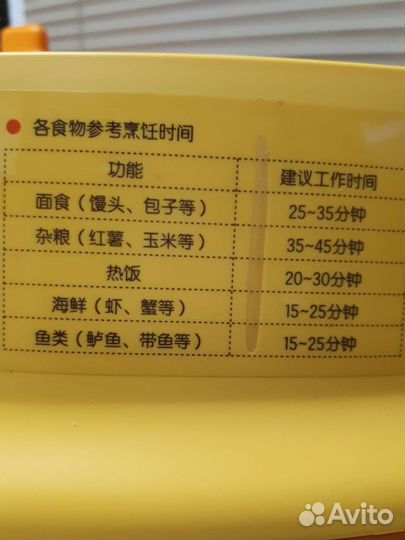 各食物参考烹饪时间
功能 建议工作时间
面食（馒头、包子等） 25~35分钟
杂粮（红薯、玉米等） 35~45分钟
热饭 20~30分钟
海鲜（虾、蟹等） 15~25分钟
鱼类（鲈鱼、带鱼等） 15~25分钟
Avito